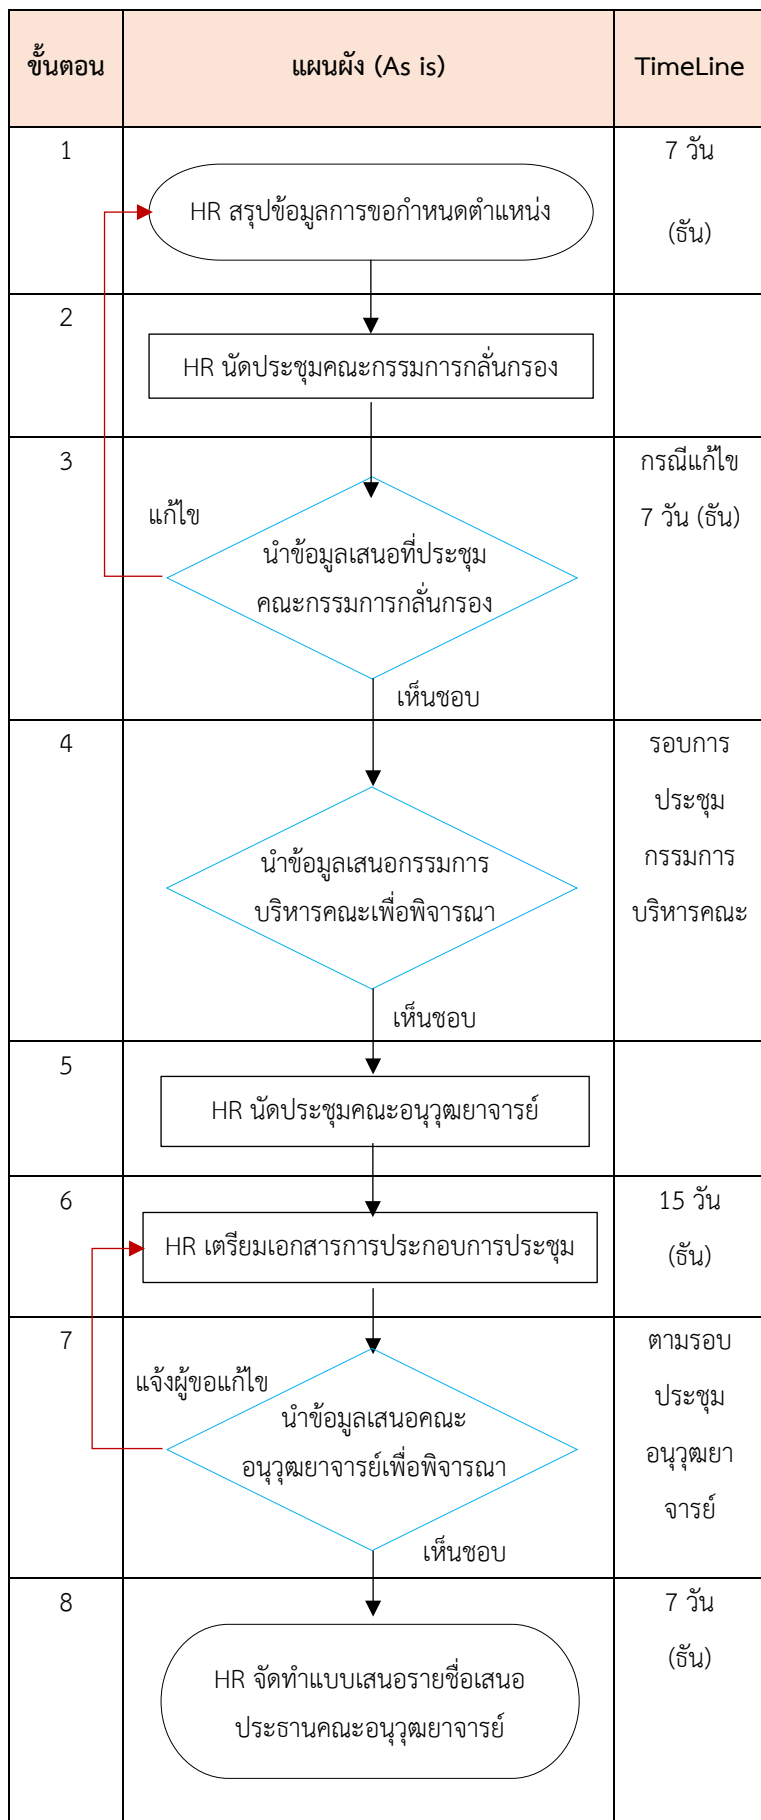 ขั้นตอน
แผนผัง (As is)
TimeLine
1
HR สรุปข้อมูลการขอกำหนดตำแหน่ง
7 วัน
(ธัน)
2
HR นัดประชุมคณะกรรมการกลั่นกรอง
3
แก้ไข
นำข้อมูลเสนอที่ประชุม
คณะกรรมการกลั่นกรอง
เห็นชอบ
กรณีแก้ไข
7 วัน (ธัน)
4
นำข้อมูลเสนอกรรมการ
บริหารคณะเพื่อพิจารณา
เห็นชอบ
รอบการ
ประชุม
กรรมการ
บริหารคณะ
5
HR นัดประชุมคณะอนุวุฒยาจารย์
6
HR เตรียมเอกสารการประกอบการประชุม
15 วัน
(ธัน)
7
แจ้งผู้ขอแก้ไข
นำข้อมูลเสนอคณะ
อนุวุฒยาจารย์เพื่อพิจารณา
เห็นชอบ
ตามรอบ
ประชุม
อนุวุฒยา
จารย์
8
HR จัดทำแบบเสนอรายชื่อเสนอ
ประธานคณะอนุวุฒยาจารย์
7 วัน
(ธัน)